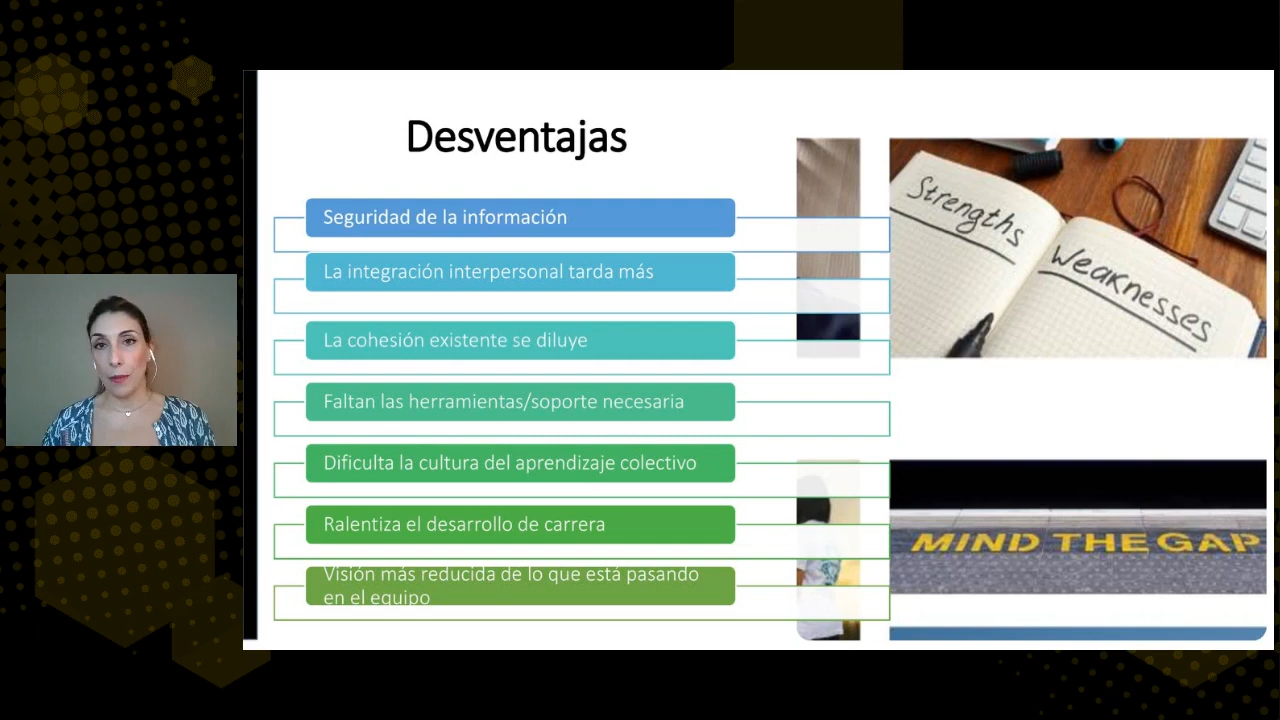 Desventajas
Seguridad de la información
La integración interpersonal tarda más
La cohesión existente se diluye
Faltan las herramientas/soporte necesaria
Dificulta la cultura del aprendizaje colectivo
Ralentiza el desarrollo de carrera
Visión más reducida de lo que está pasando
en el equipo
Strengths
Weaknesses
MIND THE GAP